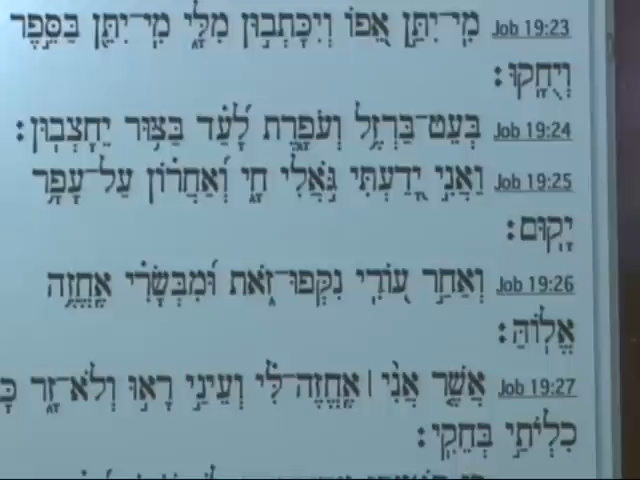 Job 19:23 מִֽי־יִתֵּ֣ן אֵ֭פוֹ וְיִכָּתְב֣וּן מִלָּ֑י מִֽי־יִתֵּ֖ן בַּסֵּ֣פֶר
וְיֻחָֽקוּ׃
Job 19:24 בְּעֵט־בַּרְזֶ֥ל וְעֹפָ֑רֶת לָ֝עַ֗ד בַּצּ֥וּר יֵחָצְבֽוּן׃
Job 19:25 וַאֲנִ֣י יָ֭דַעְתִּי גֹּ֣אֲלִי חָ֑י וְ֝אַחֲר֗וֹן עַל־עָפָ֥ר
יָקֽוּם׃
Job 19:26 וְאַחַ֣ר ע֭וֹרִֽי נִקְּפוּ־זֹ֑את וּ֝מִבְּשָׂרִ֗י אֶֽחֱזֶ֥ה
אֱלֽוֹהַּ׃
Job 19:27 אֲשֶׁ֤ר אֲנִ֨י ׀ אֶֽחֱזֶה־לִּ֗י וְעֵינַ֣י רָא֣וּ וְלֹא־זָ֑ר
כִלְיֹתַ֣י בְּחֵקִֽי׃